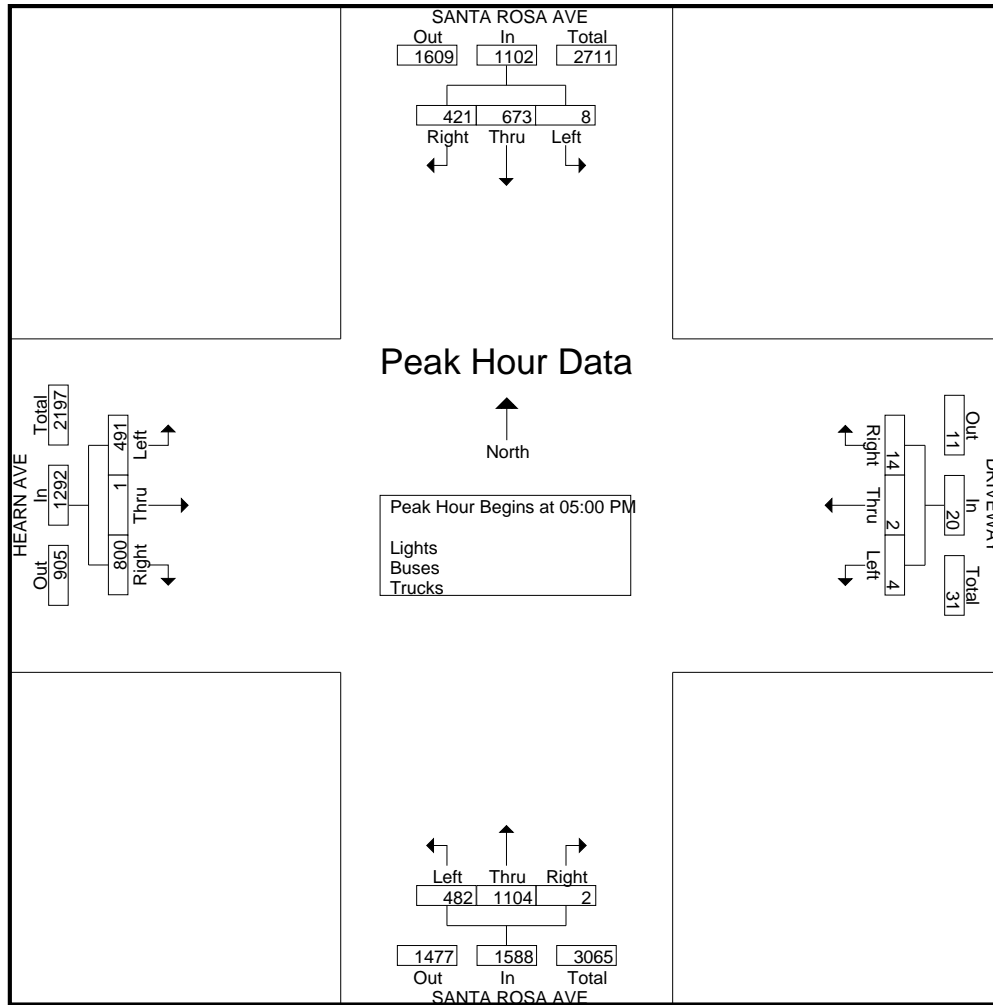 SANTA ROSA AVE
Out In Total
1609 1102 2711
421 673 8
Right Thru Left
Peak Hour Data
North
Peak Hour Begins at 05:00 PM
Lights
Buses
Trucks
HEARN AVE
Out In Total
905 1292 2197
800 1 491
Right Thru Left
DRIVEWAY
Out In Total
11 20 31
14 2 4
Right Thru Left
Left Thru Right
482 1104 2
1477 1588 3065
Out In Total
SANTA ROSA AVE